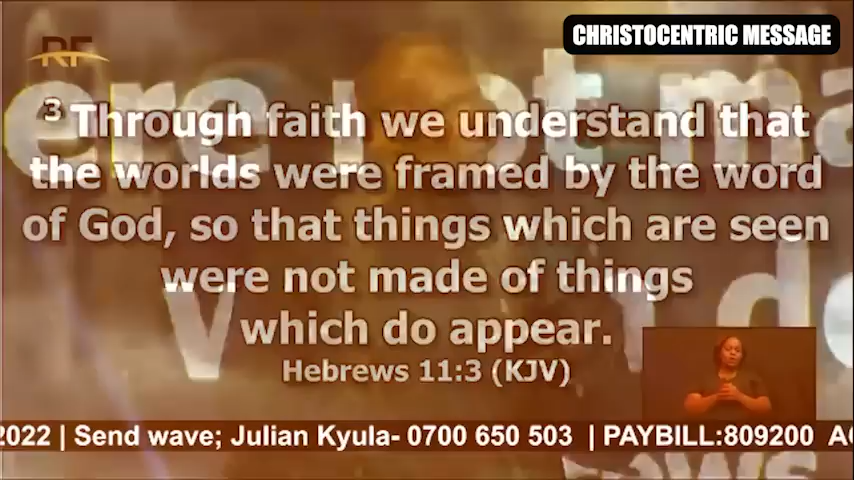 RF
CHRISTOCENTRIC MESSAGE
3 Through faith we understand that
the worlds were framed by the word
of God, so that things which are seen
were not made of things
which do appear.
Hebrews 11:3 (KJV)
2022 | Send wave; Julian Kyula- 0700 650 503 | PAYBILL:809200